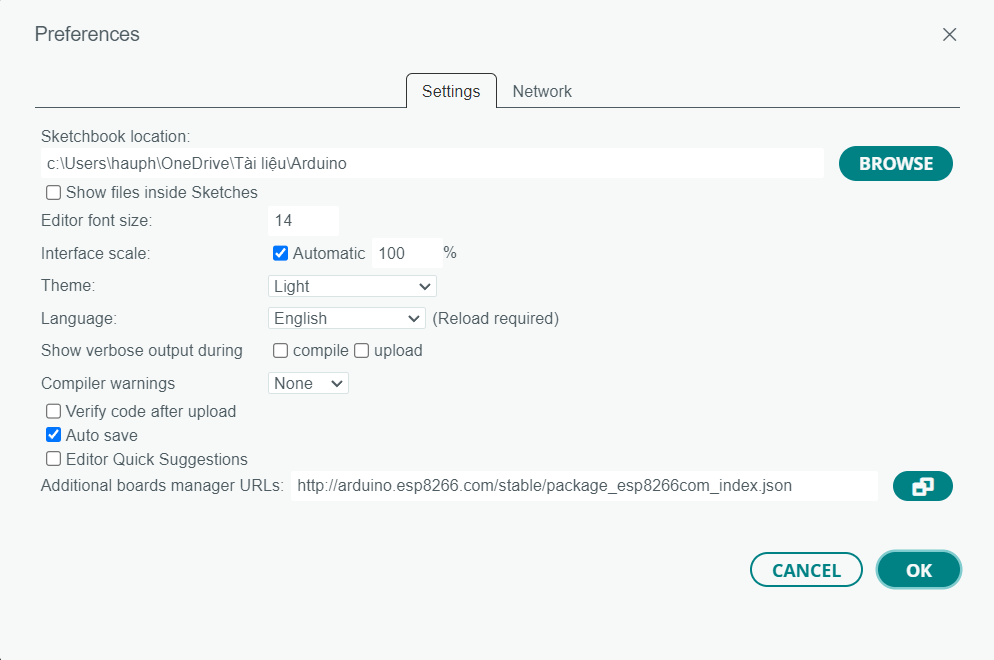 Preferences
Settings Network
Sketchbook location:
c:\Users\hauph\OneDrive\Tài liệu\Arduino BROWSE
Show files inside Sketches
Editor font size: 14
Interface scale: Automatic 100 %
Theme: Light
Language: English (Reload required)
Show verbose output during compile upload
Compiler warnings None
Verify code after upload
Auto save
Editor Quick Suggestions
Additional boards manager URLs: http://arduino.esp8266.com/stable/package_esp8266com_index.json
CANCEL OK